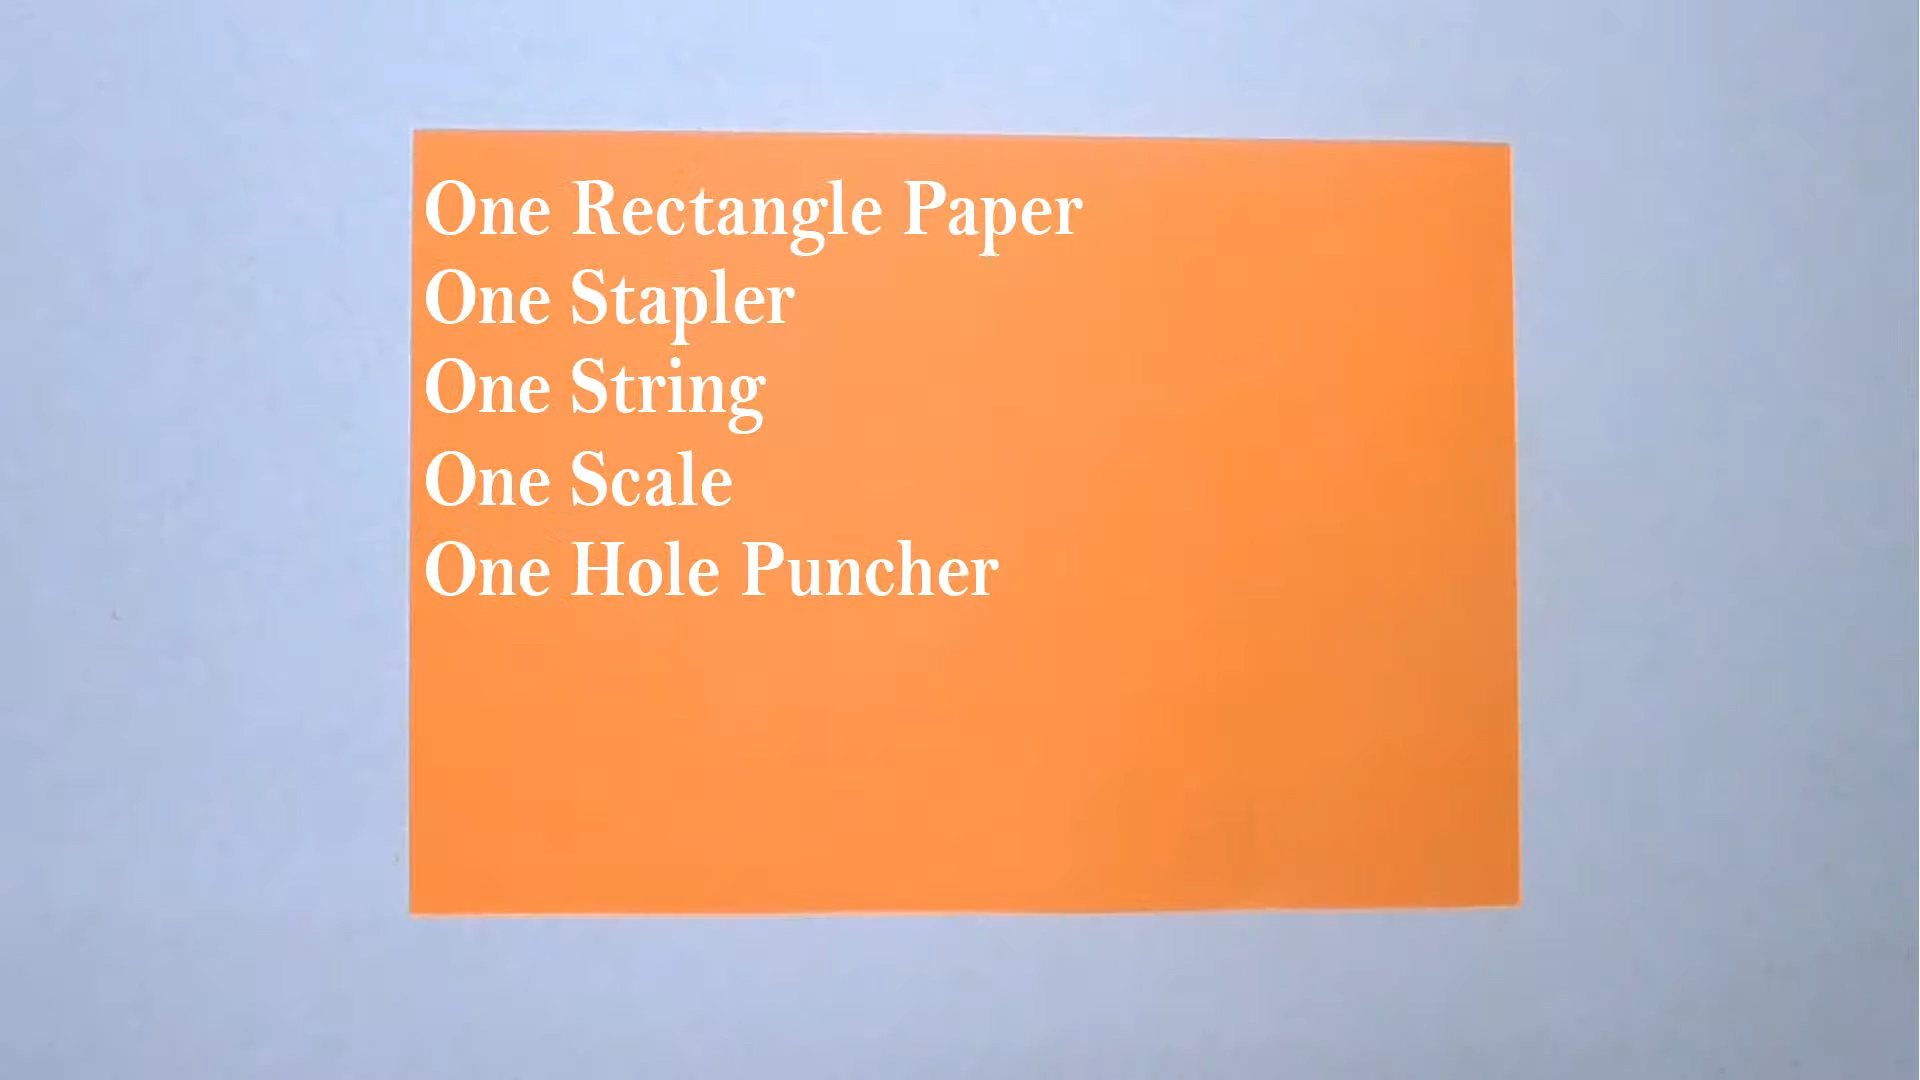 One Rectangle Paper
One Stapler
One String
One Scale
One Hole Puncher